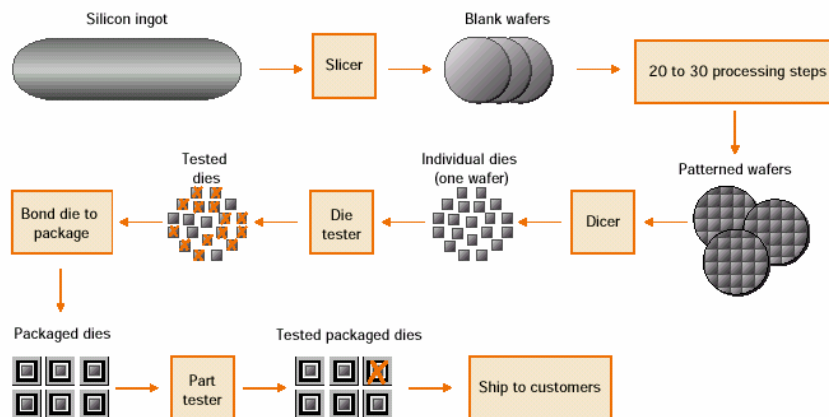 Silicon ingot
Blank wafers
Slicer
20 to 30 processing steps
Tested
dies
Individual dies
(one wafer)
Patterned wafers
Bond die to
package
Die
tester
Dicer
Packaged dies
Tested packaged dies
Part
tester
Ship to customers